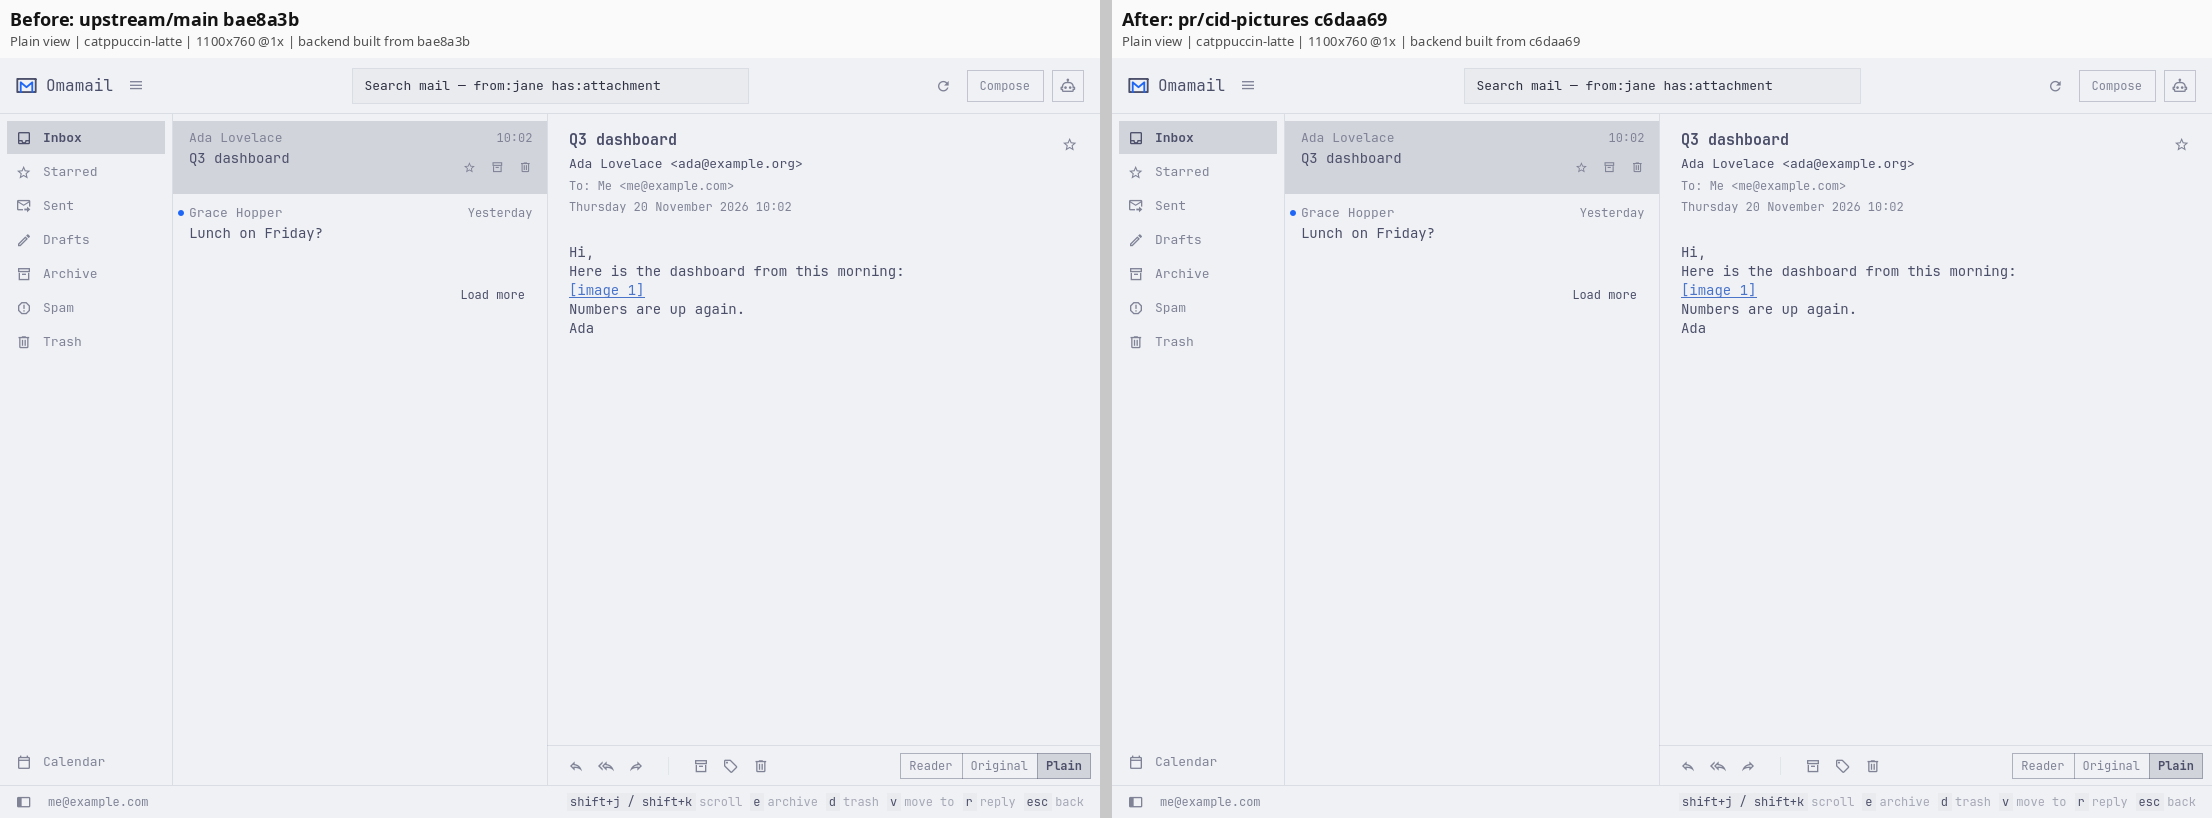 Before: upstream/main bae8a3b
Plain view | catppuccin-latte | 1100x760 @1x | backend built from bae8a3b
Omamail
Search mail — from:jane has:attachment
Compose
Inbox
Starred
Sent
Drafts
Archive
Spam
Trash
Calendar
Ada Lovelace 10:02
Q3 dashboard
Grace Hopper Yesterday
Lunch on Friday?
Load more
Q3 dashboard
Ada Lovelace <ada@example.org>
To: Me <me@example.com>
Thursday 20 November 2026 10:02
Hi,
Here is the dashboard from this morning:
[image 1]
Numbers are up again.
Ada
Reader Original Plain
me@example.com
shift+j / shift+k scroll e archive d trash v move to r reply esc back
After: pr/cid-pictures c6daa69
Plain view | catppuccin-latte | 1100x760 @1x | backend built from c6daa69
Omamail
Search mail — from:jane has:attachment
Compose
Inbox
Starred
Sent
Drafts
Archive
Spam
Trash
Calendar
Ada Lovelace 10:02
Q3 dashboard
Grace Hopper Yesterday
Lunch on Friday?
Load more
Q3 dashboard
Ada Lovelace <ada@example.org>
To: Me <me@example.com>
Thursday 20 November 2026 10:02
Hi,
Here is the dashboard from this morning:
[image 1]
Numbers are up again.
Ada
Reader Original Plain
me@example.com
shift+j / shift+k scroll e archive d trash v move to r reply esc back